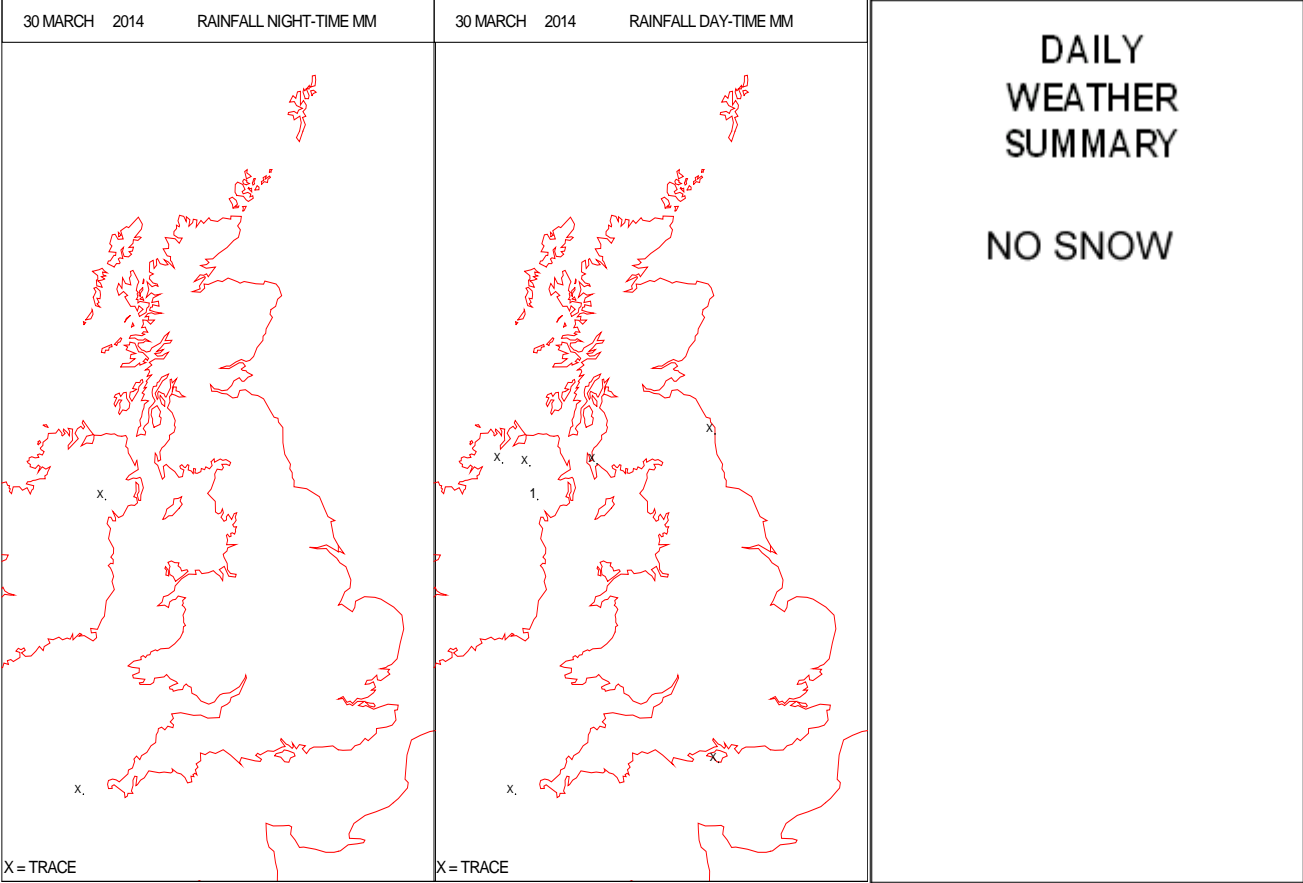 30 MARCH 2014 RAINFALL NIGHT-TIME MM
X.
X.
X = TRACE
30 MARCH 2014 RAINFALL DAY-TIME MM
X.
X. X. X
1.
X.
X.
X = TRACE
DAILY
WEATHER
SUMMARY
NO SNOW